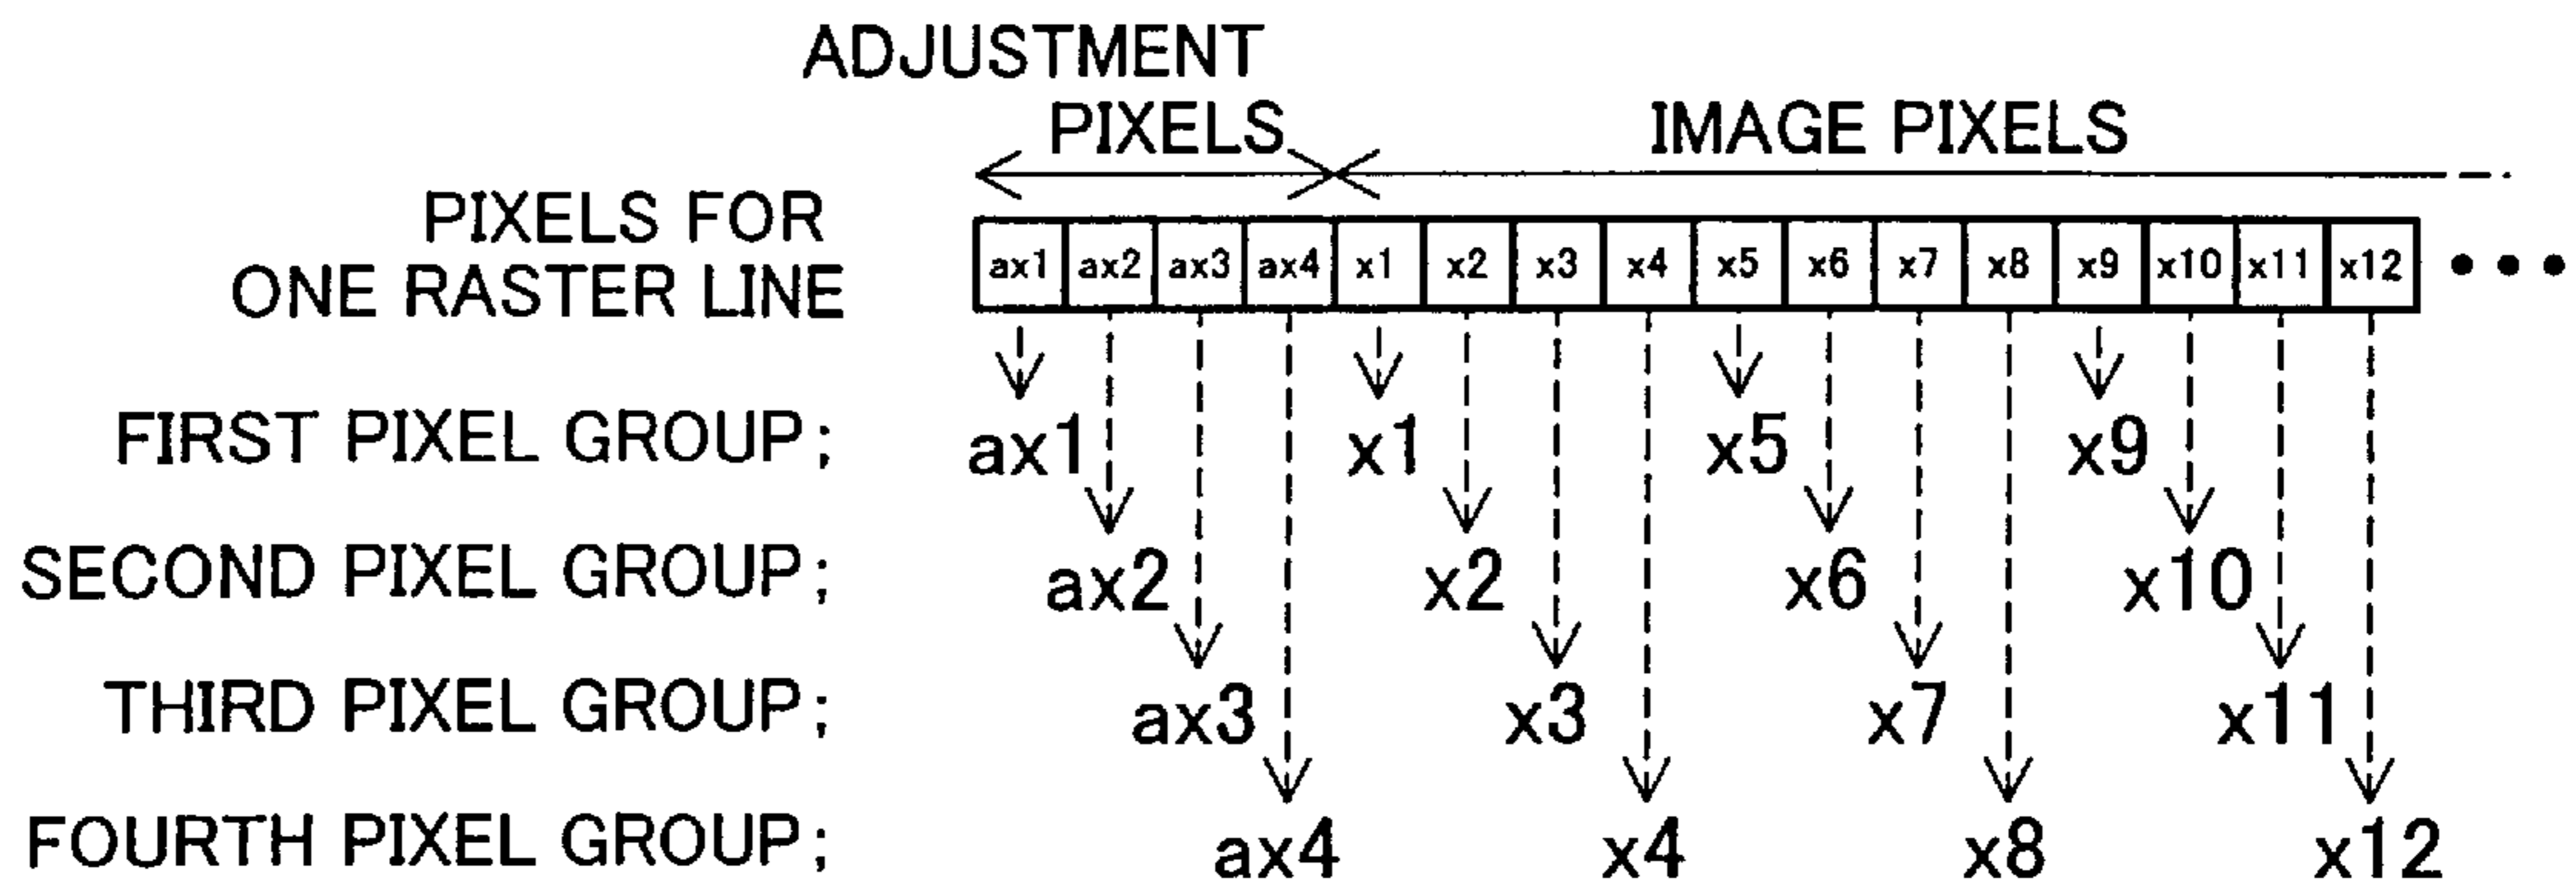 ADJUSTMENT
PIXELS
IMAGE PIXELS
PIXELS FOR
ONE RASTER LINE
ax1 ax2 ax3 ax4 x1 x2 x3 x4 x5 x6 x7 x8 x9 x10 x11 x12 •••
FIRST PIXEL GROUP; ax1 x1 x5 x9
SECOND PIXEL GROUP; ax2 x2 x6 x10
THIRD PIXEL GROUP; ax3 x3 x7 x11
FOURTH PIXEL GROUP; ax4 x4 x8 x12